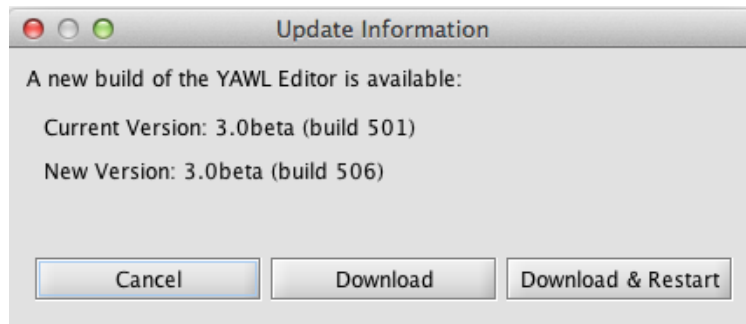 Update Information
A new build of the YAWL Editor is available:
Current Version: 3.0beta (build 501)
New Version: 3.0beta (build 506)
Cancel Download Download & Restart